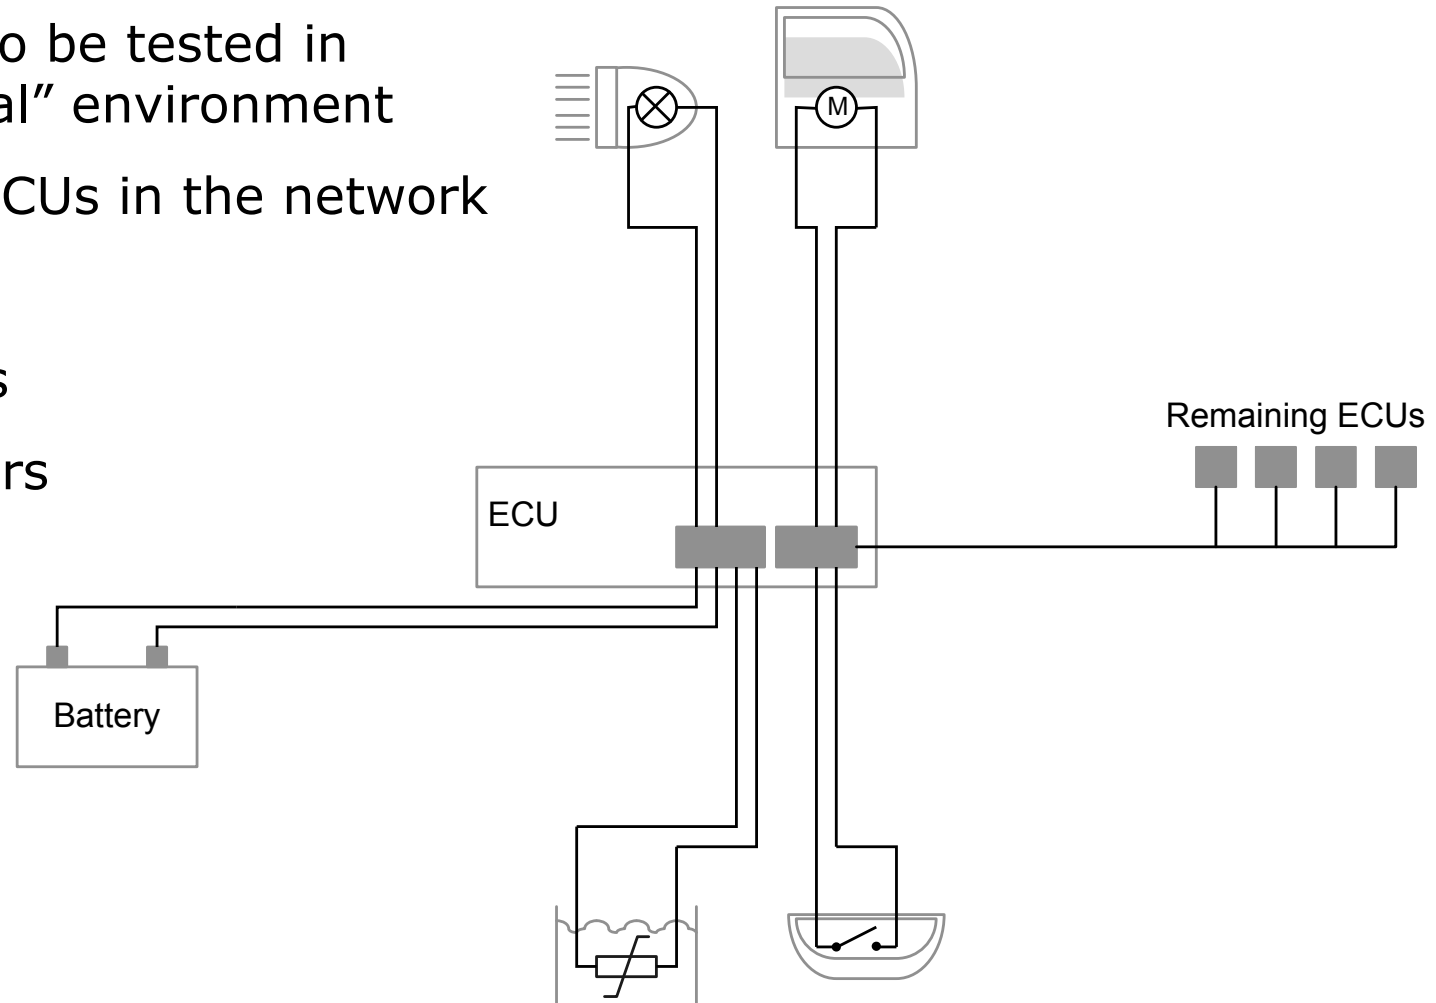 o be tested in
al” environment
CUs in the network
s
rs
M
Remaining ECUs
ECU
Battery